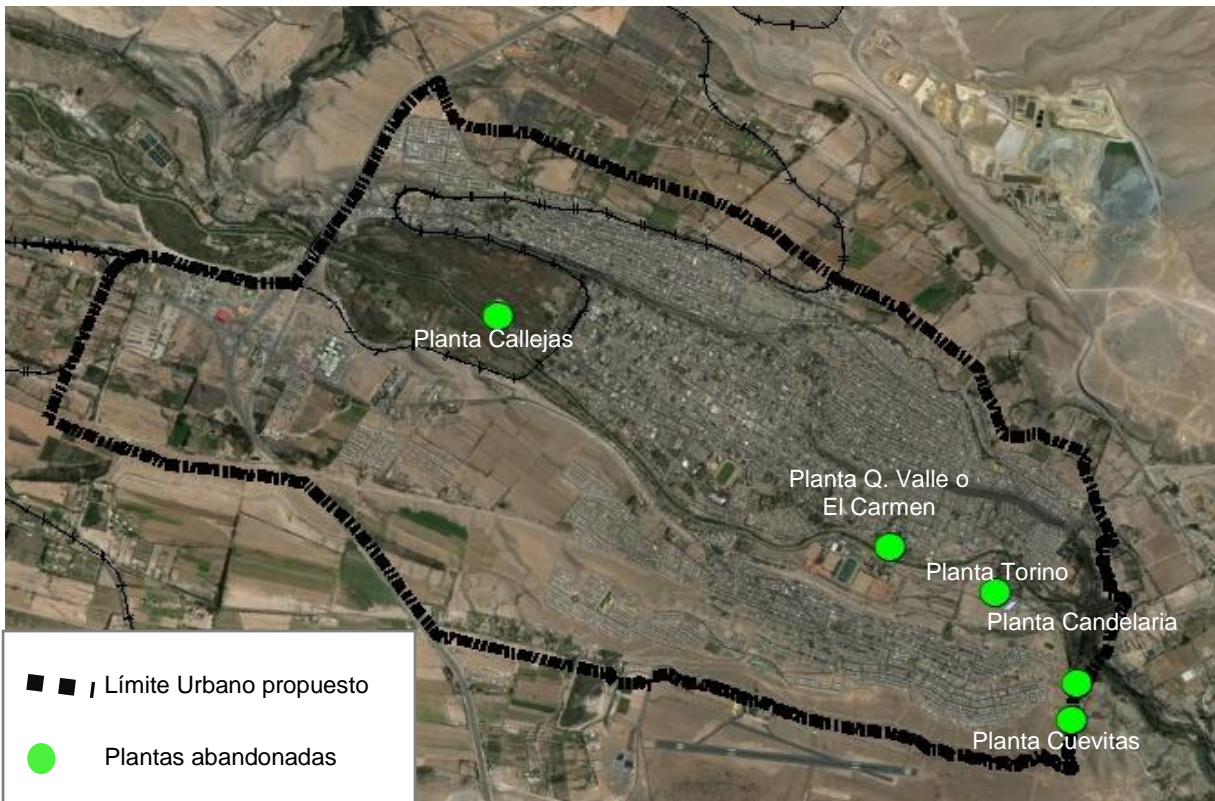 Planta Callejas
Planta Q. Valle o
El Carmen
Planta Torino
Planta Candelaria
Planta Cuevitas
Límite Urbano propuesto
Plantas abandonadas